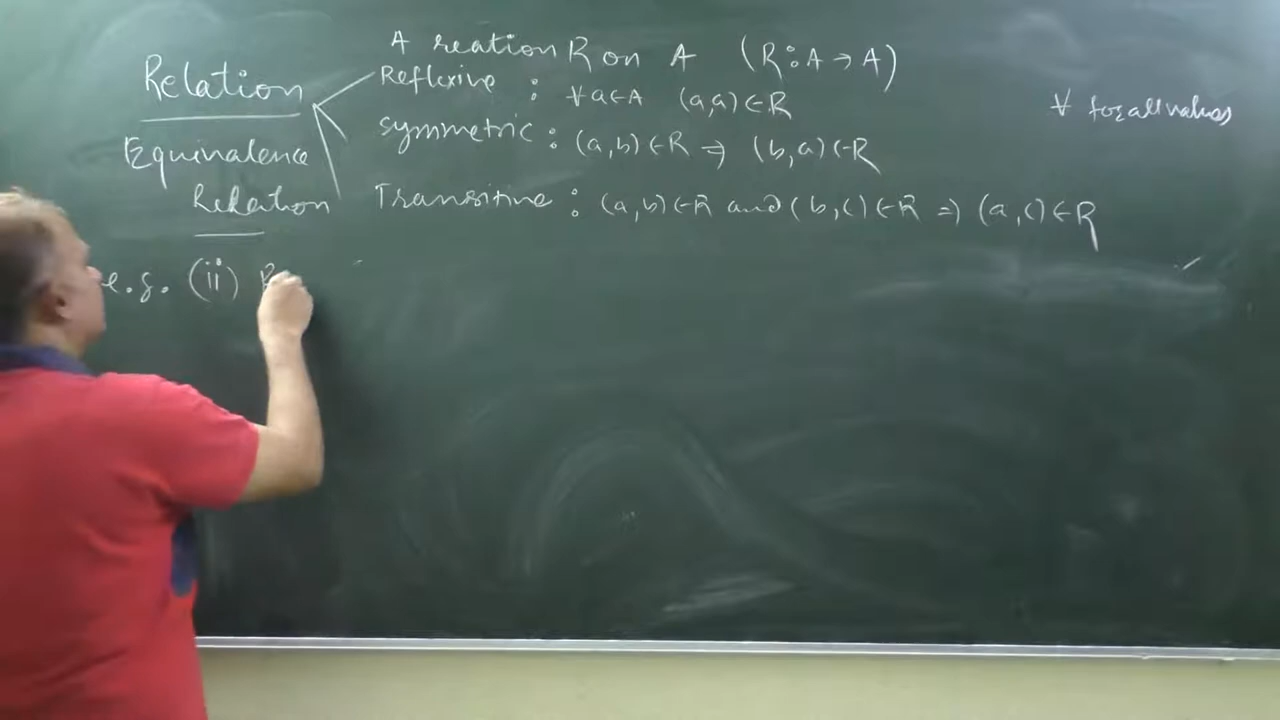 A reation R on A (R : A → A)
Relation
Reflexive : ∀ a ∈ A (a,a) ∈ R
∀ for all values
Symmetric : (a,b) ∈ R ⇒ (b,a) ∈ R
Equivalence
Relation
Transitive : (a,b) ∈ R and (b,c) ∈ R ⇒ (a,c) ∈ R
e.g. (ii) R